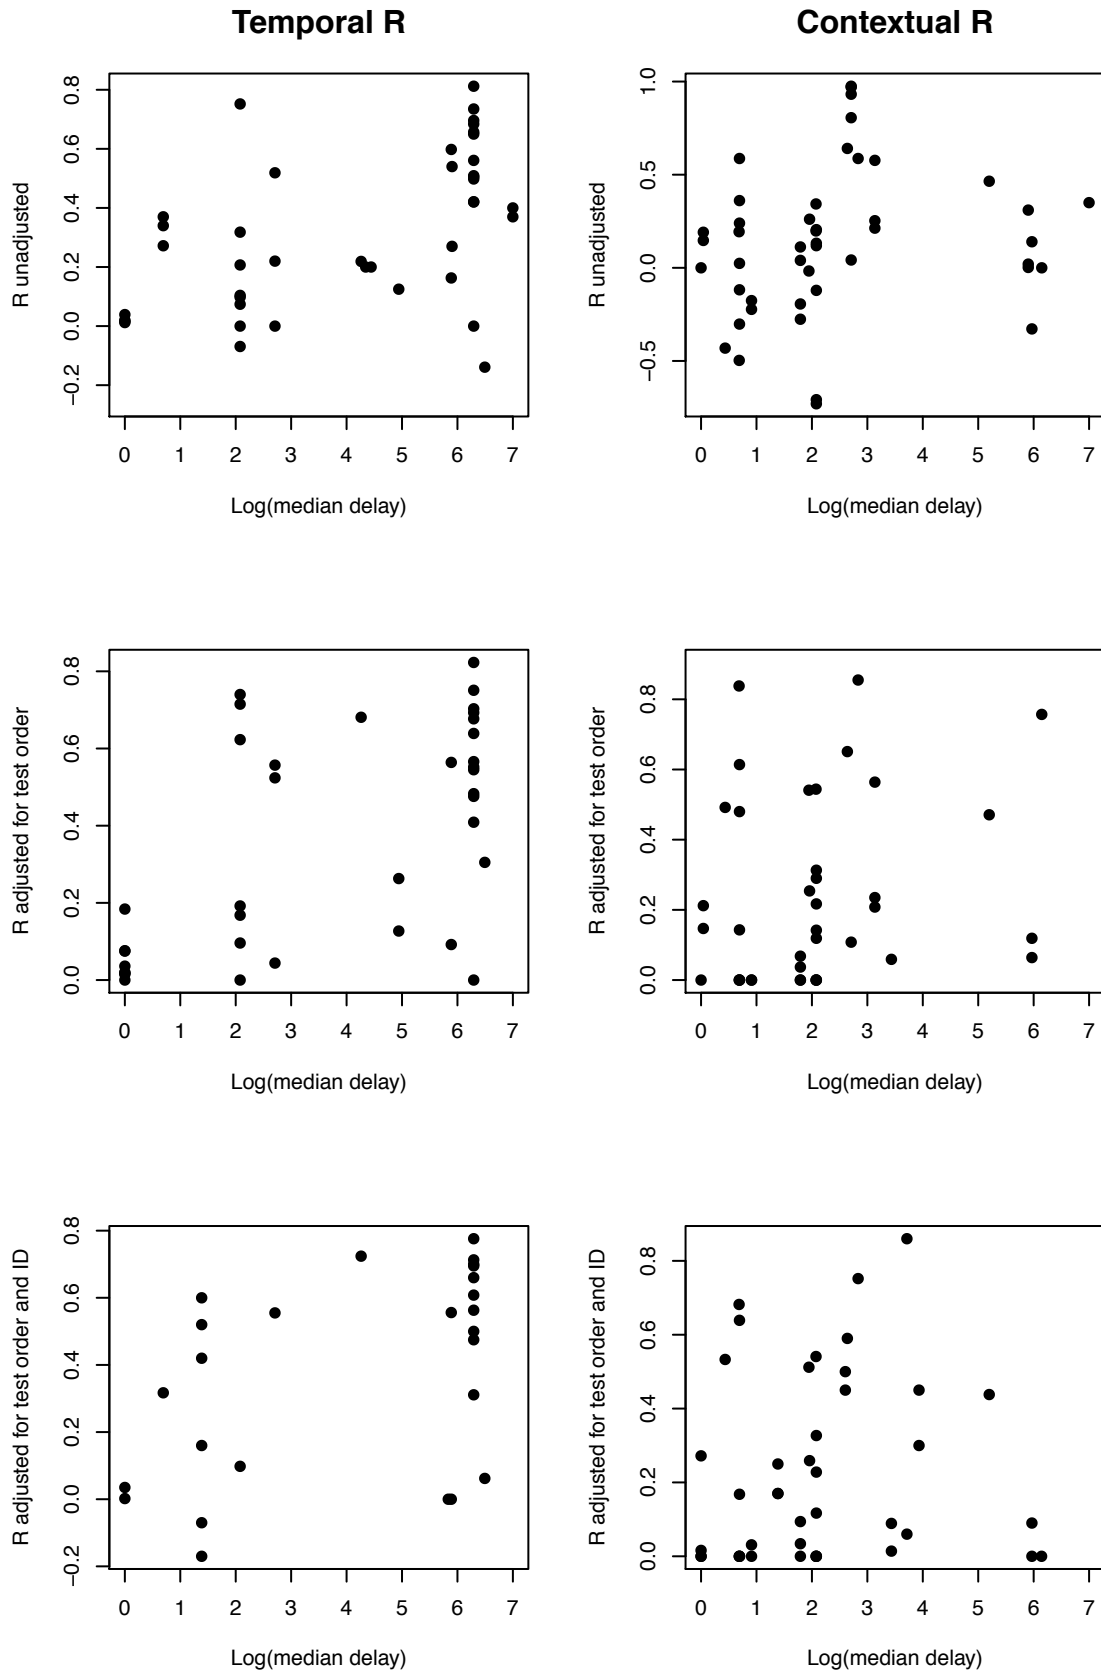 Temporal R
Contextual R
R unadjusted
0.8
0.6
0.4
0.2
0.0
−0.2
0 1 2 3 4 5 6 7
Log(median delay)
R unadjusted
1.0
0.5
0.0
−0.5
0 1 2 3 4 5 6 7
Log(median delay)
R adjusted for test order
0.8
0.6
0.4
0.2
0.0
0 1 2 3 4 5 6 7
Log(median delay)
R adjusted for test order
0.8
0.6
0.4
0.2
0.0
0 1 2 3 4 5 6 7
Log(median delay)
R adjusted for test order and ID
0.8
0.6
0.4
0.2
0.0
−0.2
0 1 2 3 4 5 6 7
Log(median delay)
R adjusted for test order and ID
0.8
0.6
0.4
0.2
0.0
0 1 2 3 4 5 6 7
Log(median delay)